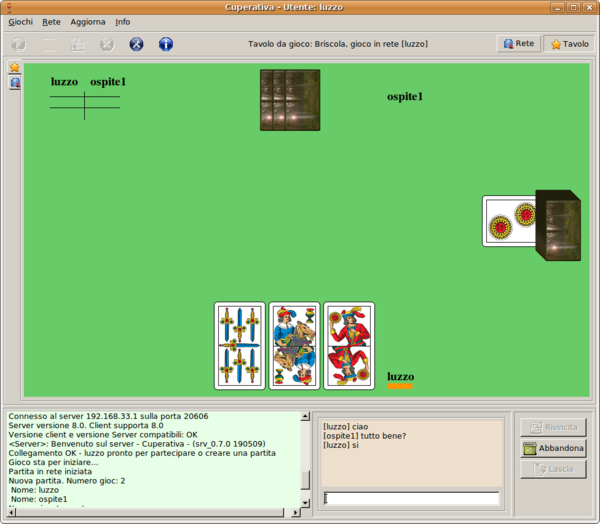 Cuperativa - Utente: luzzo
Giochi Rete Aggiorna Info
Tavolo da gioco: Briscola, gioco in rete [luzzo]
Rete
Tavolo
luzzo ospite1
ospite1
luzzo
Connesso al server 192.168.33.1 sulla porta 20606
Server versione 8.0. Client supporta 8.0
Versione client e versione Server compatibili: OK
<Server>: Benvenuto sul server - Cuperativa - (srv_0.7.0 190509)
Collegamento OK - luzzo pronto per partecipare o creare una partita
Gioco sta per iniziare...
Partita in rete iniziata
Nuova partita. Numero gioc: 2
Nome: luzzo
Nome: ospite1
[luzzo] ciao
[ospite1] tutto bene?
[luzzo] si
Rivincita
Abbandona
Lascia